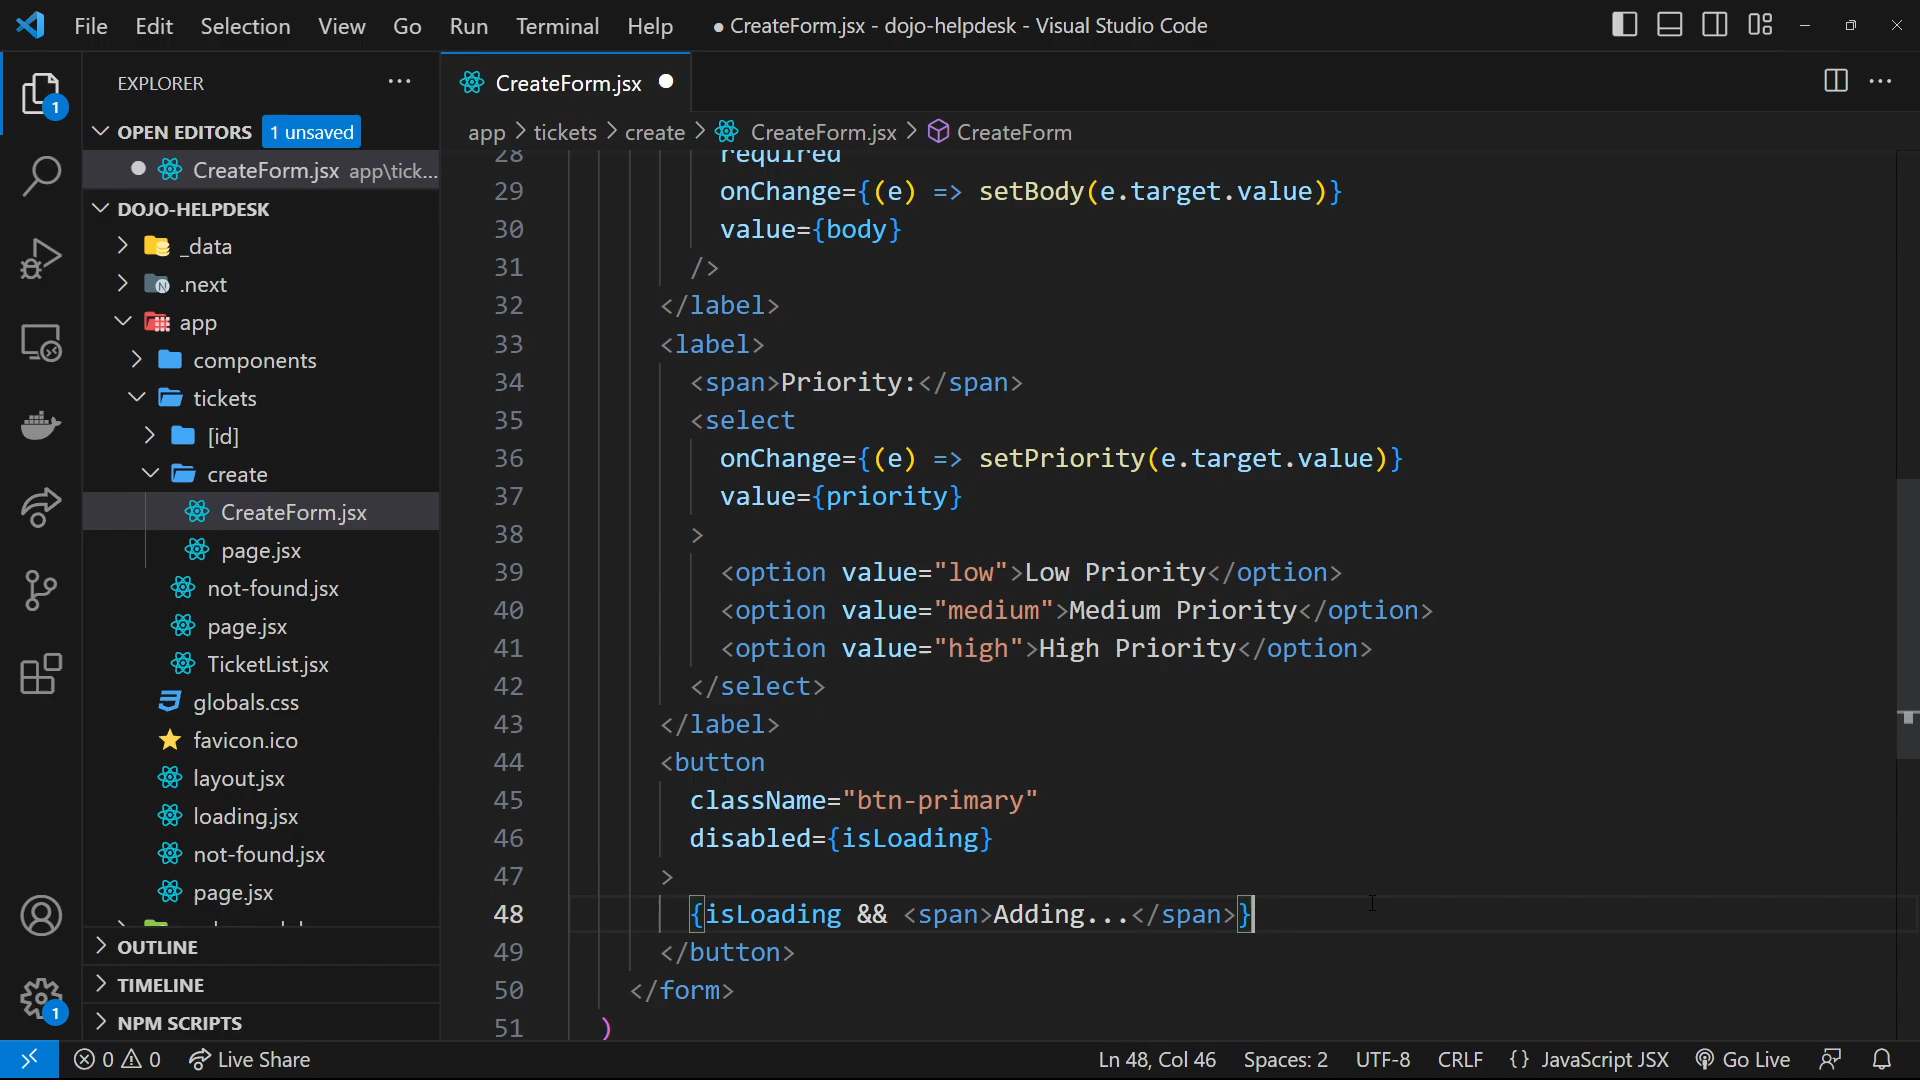 File Edit Selection View Go Run Terminal Help
● CreateForm.jsx - dojo-helpdesk - Visual Studio Code
EXPLORER
OPEN EDITORS 1 unsaved
CreateForm.jsx app\tick...
DOJO-HELPDESK
_data
.next
app
components
tickets
[id]
create
CreateForm.jsx
page.jsx
not-found.jsx
page.jsx
TicketList.jsx
globals.css
favicon.ico
layout.jsx
loading.jsx
not-found.jsx
page.jsx
OUTLINE
TIMELINE
NPM SCRIPTS
1
1
CreateForm.jsx
app > tickets > create > CreateForm.jsx > CreateForm
28 required
29 onChange={(e) => setBody(e.target.value)}
30 value={body}
31 />
32 </label>
33 <label>
34 <span>Priority:</span>
35 <select
36 onChange={(e) => setPriority(e.target.value)}
37 value={priority}
38 >
39 <option value="low">Low Priority</option>
40 <option value="medium">Medium Priority</option>
41 <option value="high">High Priority</option>
42 </select>
43 </label>
44 <button
45 className="btn-primary"
46 disabled={isLoading}
47 >
48 {isLoading && <span>Adding...</span>}
49 </button>
50 </form>
51 )
0 0 Live Share
Ln 48, Col 46 Spaces: 2 UTF-8 CRLF {} JavaScript JSX Go Live